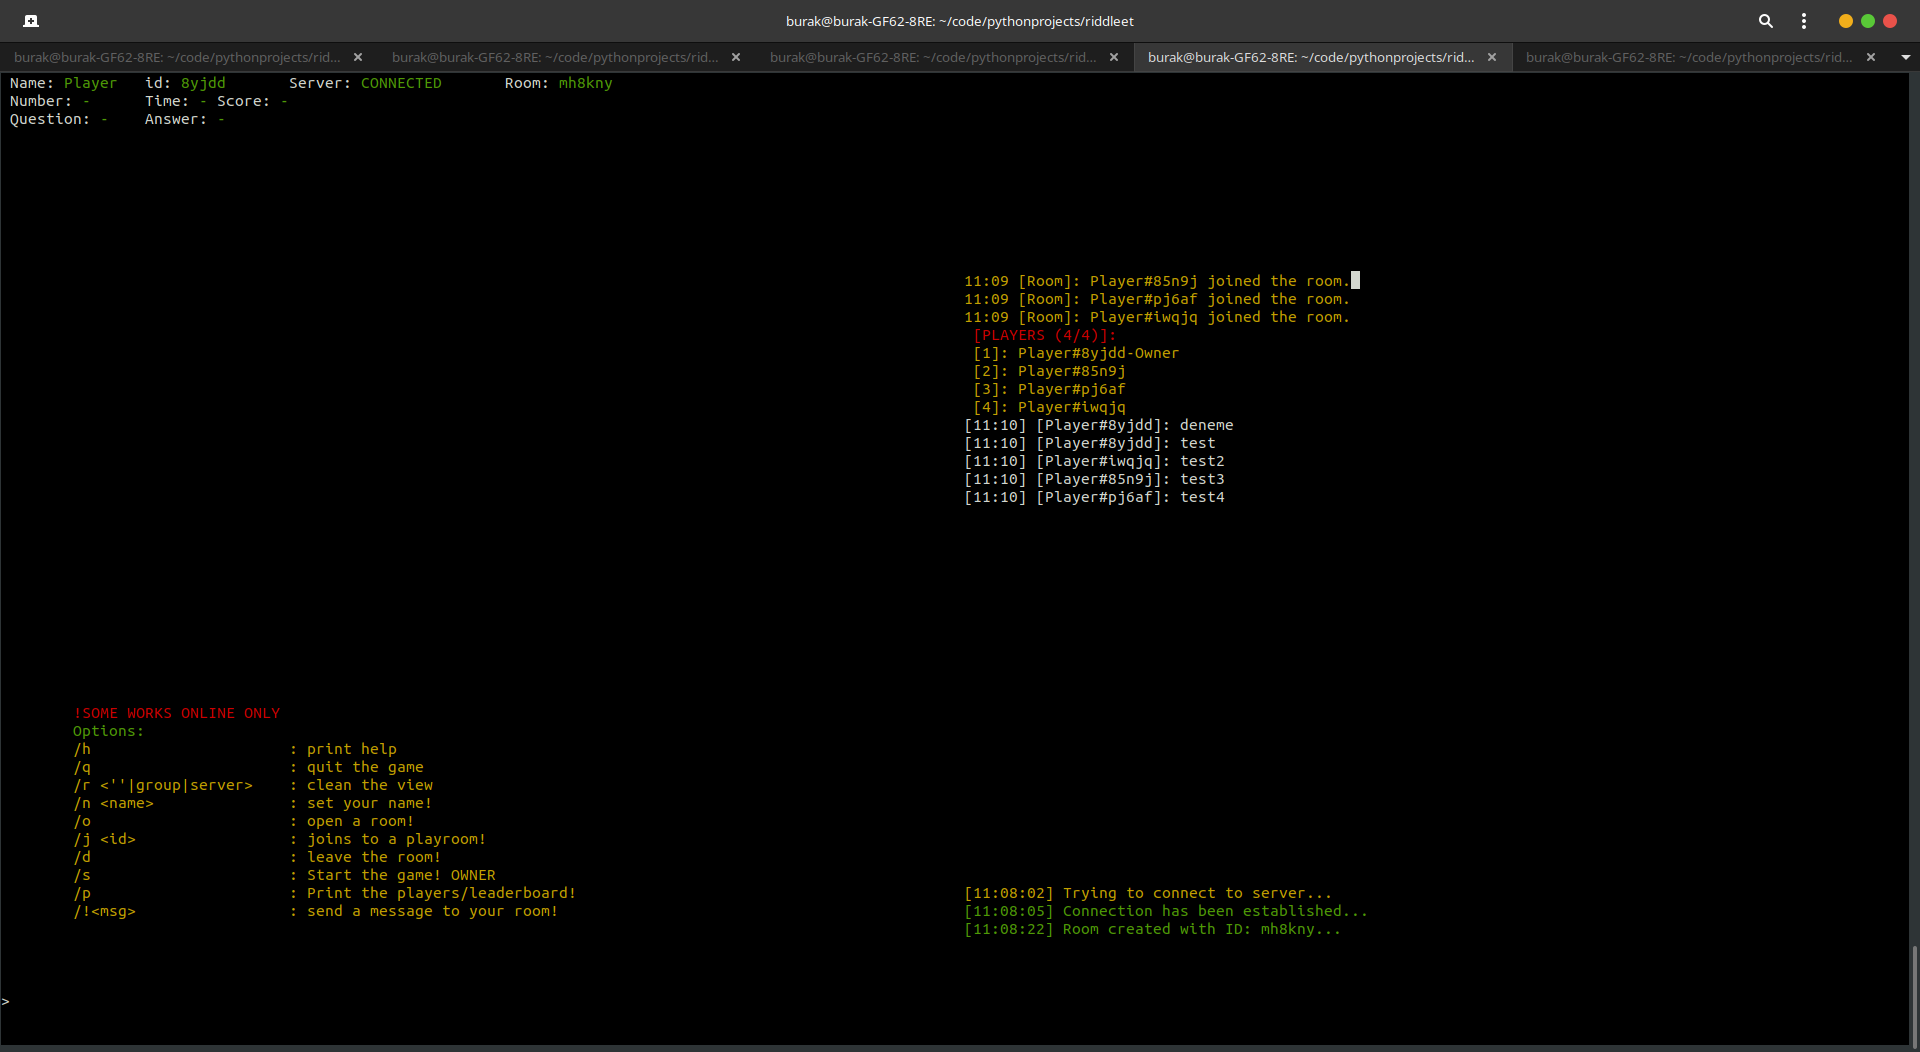 burak@burak-GF62-8RE: ~/code/pythonprojects/riddleet
burak@burak-GF62-8RE: ~/code/pythonprojects/rid... burak@burak-GF62-8RE: ~/code/pythonprojects/rid... burak@burak-GF62-8RE: ~/code/pythonprojects/rid... burak@burak-GF62-8RE: ~/code/pythonprojects/rid... burak@burak-GF62-8RE: ~/code/pythonprojects/rid...
Name: Player id: 8yjdd Server: CONNECTED Room: mh8kny
Number: - Time: - Score: -
Question: - Answer: -
11:09 [Room]: Player#85n9j joined the room.
11:09 [Room]: Player#pj6af joined the room.
11:09 [Room]: Player#iwqjq joined the room.
[PLAYERS (4/4)]:
[1]: Player#8yjdd-Owner
[2]: Player#85n9j
[3]: Player#pj6af
[4]: Player#iwqjq
[11:10] [Player#8yjdd]: deneme
[11:10] [Player#8yjdd]: test
[11:10] [Player#iwqjq]: test2
[11:10] [Player#85n9j]: test3
[11:10] [Player#pj6af]: test4
!SOME WORKS ONLINE ONLY
Options:
/h : print help
/q : quit the game
/r <''|group|server> : clean the view
/n <name> : set your name!
/o : open a room!
/j <id> : joins to a playroom!
/d : leave the room!
/s : Start the game! OWNER
/p : Print the players/leaderboard!
/!<msg> : send a message to your room!
[11:08:02] Trying to connect to server...
[11:08:05] Connection has been established...
[11:08:22] Room created with ID: mh8kny...
>